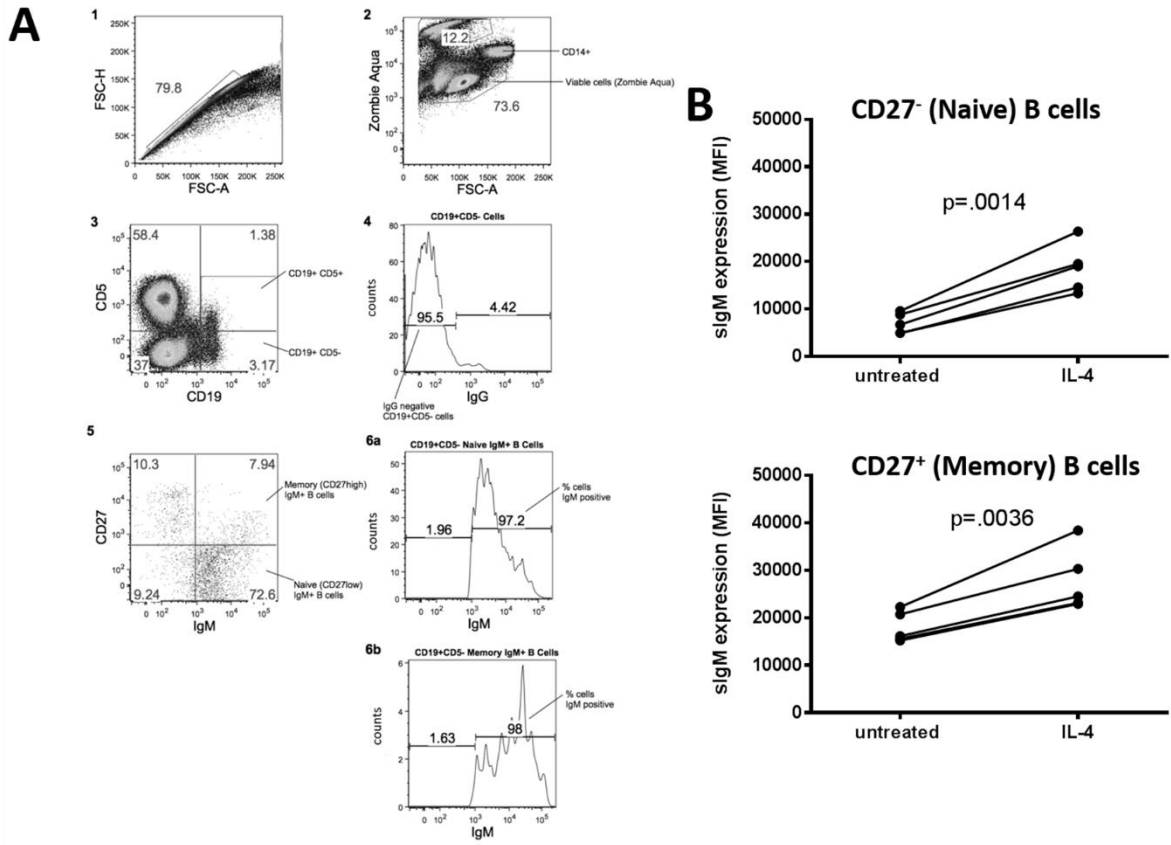 A
1
250K
200K
150K
100K
50K
0
FSC-H
79.8
0 50K 100K 150K 200K 250K
FSC-A
2
10⁵
10⁴
10³
0
Zombie Aqua
12.2
CD14+
Viable cells (Zombie Aqua)
73.6
0 50K 100K 150K 200K 250K
FSC-A
3
58.4 1.38
10⁵
10⁴
10³
10²
0
CD5
CD19+ CD5+
CD19+ CD5-
37 3.17
0 10² 10³ 10⁴ 10⁵
CD19
4
CD19+CD5- Cells
80
60
40
20
0
counts
95.5
4.42
0 10² 10³ 10⁴ 10⁵
IgG
IgG negative
CD19+CD5- cells
5
10.3 7.94
10⁵
10⁴
10³
10²
0
CD27
Memory (CD27high)
IgM+ B cells
Naive (CD27low)
IgM+ B cells
9.24 72.6
0 10² 10³ 10⁴ 10⁵
IgM
6a
CD19+CD5- Naive IgM+ B Cells
50
40
30
20
10
0
counts
% cells
IgM positive
1.96
97.2
0 10² 10³ 10⁴ 10⁵
IgM
6b
CD19+CD5- Memory IgM+ B Cells
6
4
2
0
counts
% cells
IgM positive
1.63
98
0 10² 10³ 10⁴ 10⁵
IgM
B
CD27⁻ (Naive) B cells
50000
40000
30000
20000
10000
0
sIgM expression (MFI)
p=.0014
untreated IL-4
CD27⁺ (Memory) B cells
50000
40000
30000
20000
10000
0
sIgM expression (MFI)
p=.0036
untreated IL-4